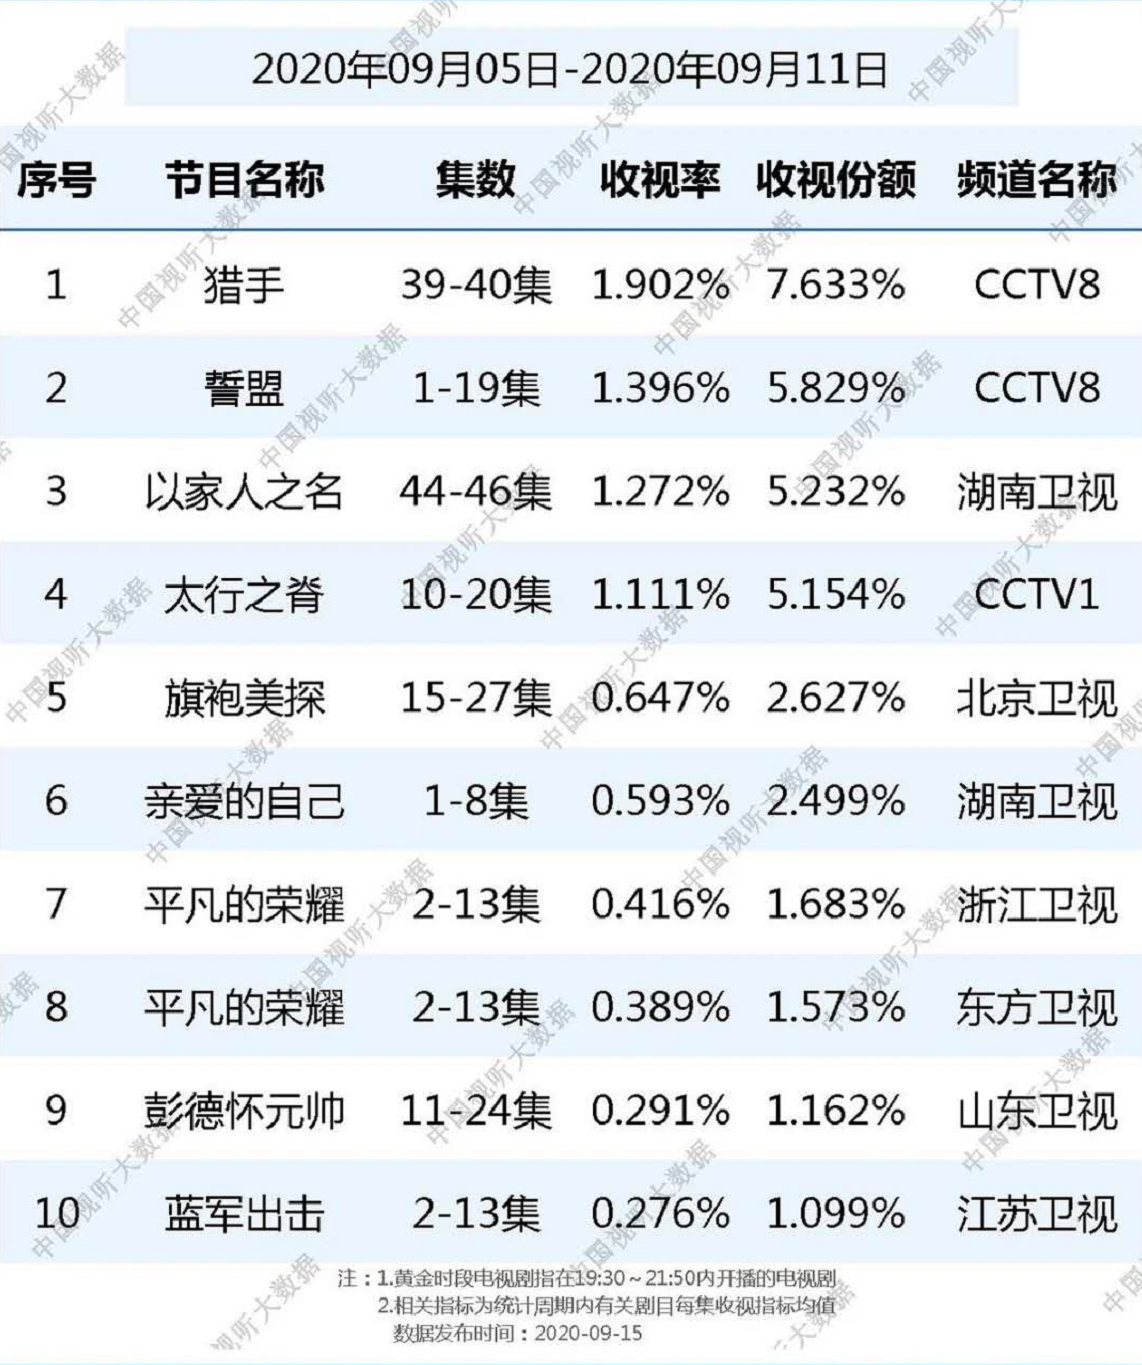 2020年09月05日-2020年09月11日
序号 节目名称 集数 收视率 收视份额 频道名称
1 猎手 39-40集 1.902% 7.633% CCTV8
2 誓盟 1-19集 1.396% 5.829% CCTV8
3 以家人之名 44-46集 1.272% 5.232% 湖南卫视
4 太行之脊 10-20集 1.111% 5.154% CCTV1
5 旗袍美探 15-27集 0.647% 2.627% 北京卫视
6 亲爱的自己 1-8集 0.593% 2.499% 湖南卫视
7 平凡的荣耀 2-13集 0.416% 1.683% 浙江卫视
8 平凡的荣耀 2-13集 0.389% 1.573% 东方卫视
9 彭德怀元帅 11-24集 0.291% 1.162% 山东卫视
10 蓝军出击 2-13集 0.276% 1.099% 江苏卫视
注：1.黄金时段电视剧指在19:30～21:50内开播的电视剧
2.相关指标为统计周期内有关剧目每集收视指标均值
数据发布时间：2020-09-15
中国视听大数据